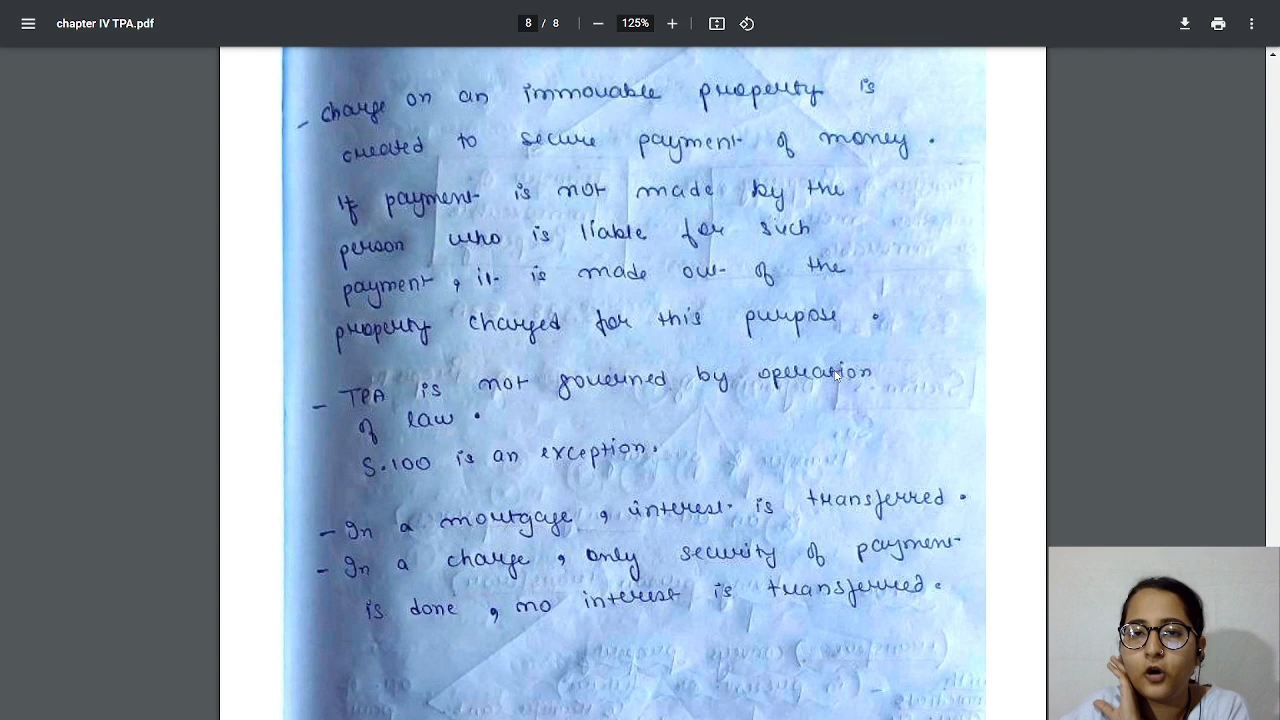 chapter IV TPA.pdf
8 / 8
125%
- charge on an immovable property is
created to secure payment of money.
If payment is not made by the
person who is liable for such
payment, it is made out of the
property charged for this purpose.
- TPA is not governed by operation
of law.
S.100 is an exception.
- In a mortgage, interest is transferred.
- In a charge, only security of payment
is done, no interest is transferred.